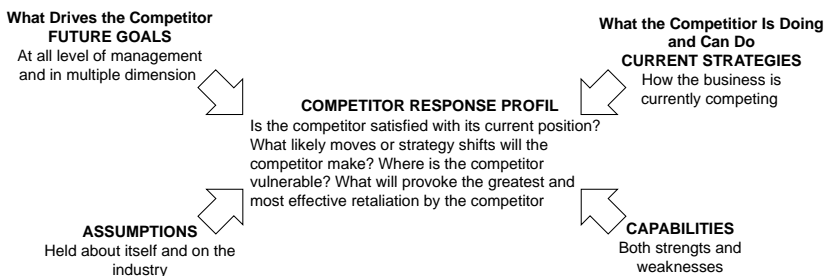 What Drives the Competitor
FUTURE GOALS
At all level of management
and in multiple dimension
What the Competitior Is Doing
and Can Do
CURRENT STRATEGIES
How the business is
currently competing
COMPETITOR RESPONSE PROFIL
Is the competitor satisfied with its current position?
What likely moves or strategy shifts will the
competitor make? Where is the competitor
vulnerable? What will provoke the greatest and
most effective retaliation by the competitor
ASSUMPTIONS
Held about itself and on the
industry
CAPABILITIES
Both strengts and
weaknesses